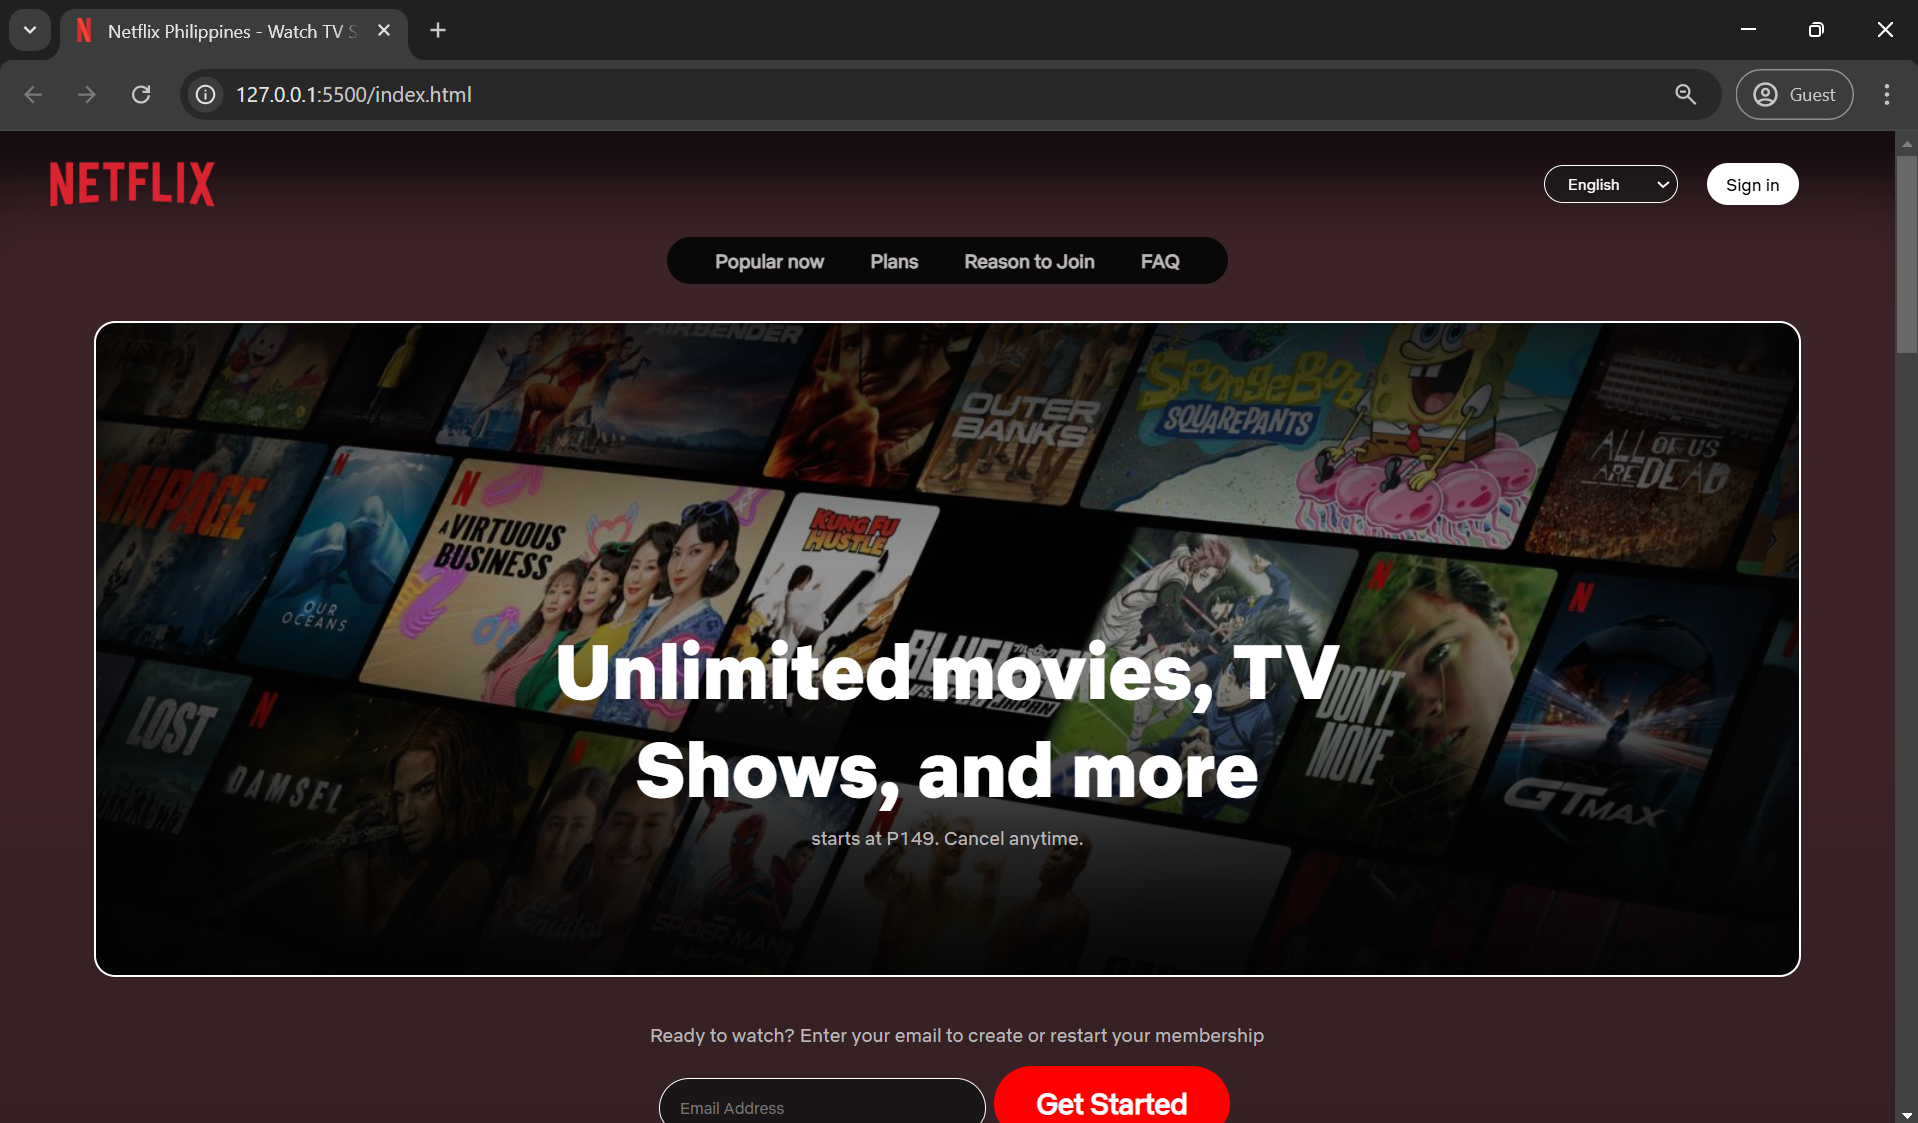 Netflix Philippines - Watch TV S
127.0.0.1:5500/index.html
Guest
NETFLIX
English
Sign in
Popular now
Plans
Reason to Join
FAQ
AIRBENDER
OUTER
BANKS
SPONGEBOB
SQUAREPANTS
ALL OF US
ARE DEAD
RAMPAGE
N
OUR
OCEANS
N
A VIRTUOUS
BUSINESS
KUNG FU
HUSTLE
N
DON'T
MOVE
N
GTMAX
LOST
N
DAMSEL
SPIDER-MAN
Unlimited movies, TV
Shows, and more
starts at P149. Cancel anytime.
Ready to watch? Enter your email to create or restart your membership
Email Address
Get Started